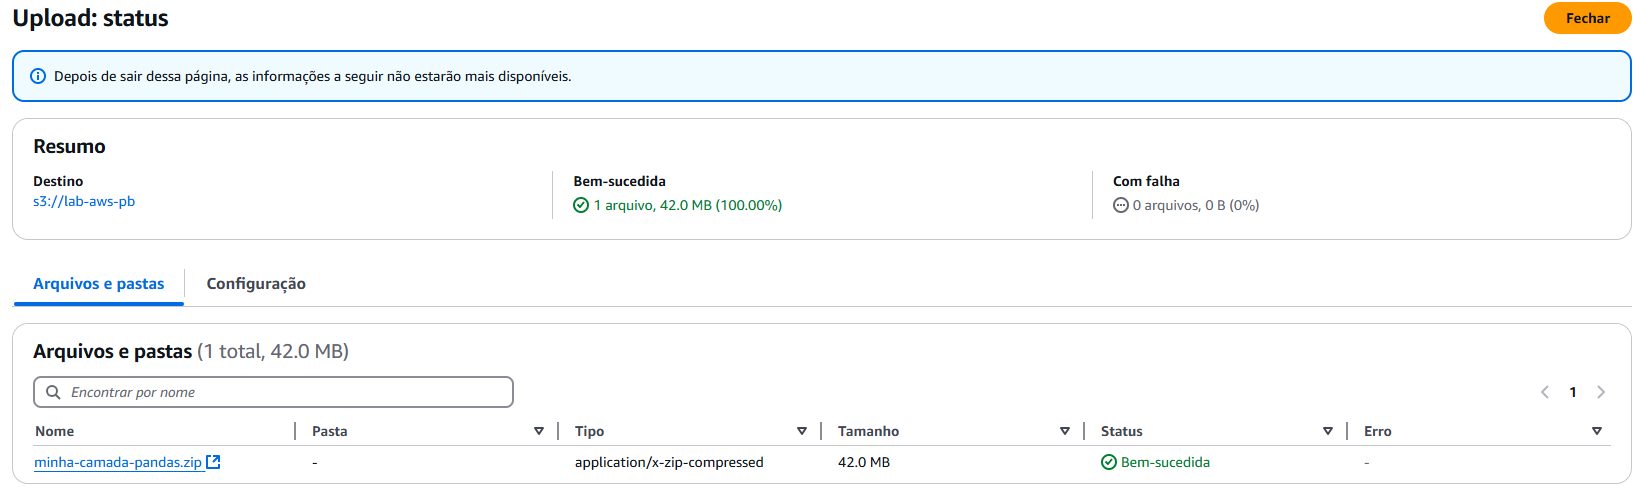 Upload: status
Fechar
Depois de sair dessa página, as informações a seguir não estarão mais disponíveis.
Resumo
Destino
s3://lab-aws-pb
Bem-sucedida
1 arquivo, 42.0 MB (100.00%)
Com falha
0 arquivos, 0 B (0%)
Arquivos e pastas
Configuração
Arquivos e pastas (1 total, 42.0 MB)
Encontrar por nome
1
Nome Pasta Tipo Tamanho Status Erro
minha-camada-pandas.zip - application/x-zip-compressed 42.0 MB Bem-sucedida -